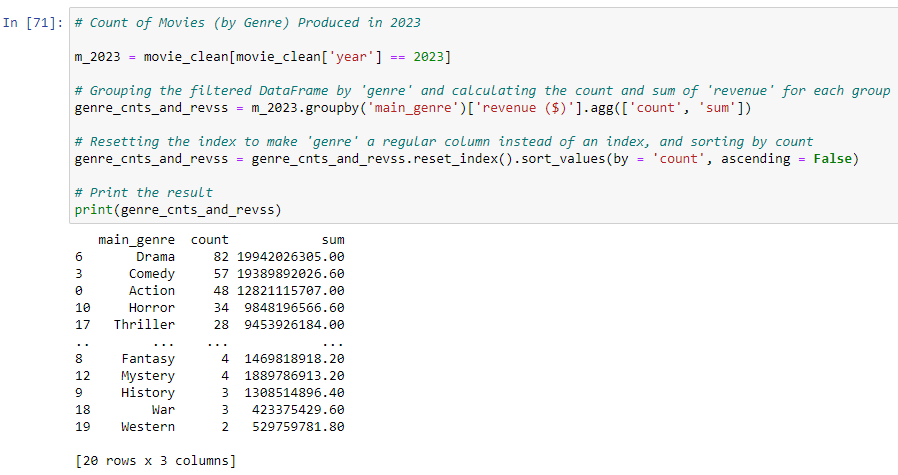 In [71]: # Count of Movies (by Genre) Produced in 2023
m_2023 = movie_clean[movie_clean['year'] == 2023]
# Grouping the filtered DataFrame by 'genre' and calculating the count and sum of 'revenue' for each group
genre_cnts_and_revss = m_2023.groupby('main_genre')['revenue ($)'].agg(['count', 'sum'])
# Resetting the index to make 'genre' a regular column instead of an index, and sorting by count
genre_cnts_and_revss = genre_cnts_and_revss.reset_index().sort_values(by = 'count', ascending = False)
# Print the result
print(genre_cnts_and_revss)
main_genre count sum
6 Drama 82 19942026305.00
3 Comedy 57 19389892026.60
0 Action 48 12821115707.00
10 Horror 34 9848196566.60
17 Thriller 28 9453926184.00
.. ... ... ...
8 Fantasy 4 1469818918.20
12 Mystery 4 1889786913.20
9 History 3 1308514896.40
18 War 3 423375429.60
19 Western 2 529759781.80
[20 rows x 3 columns]